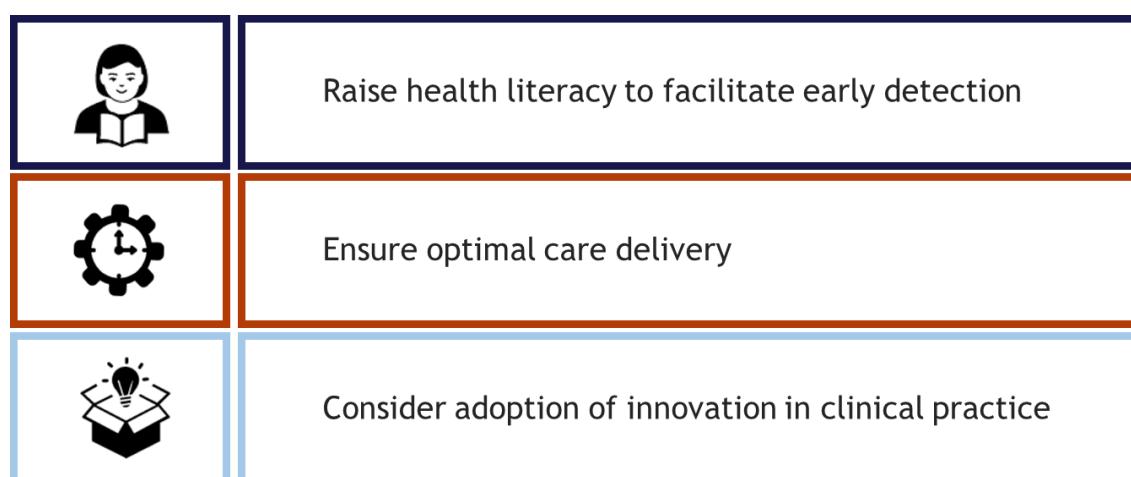 Raise health literacy to facilitate early detection
Ensure optimal care delivery
Consider adoption of innovation in clinical practice